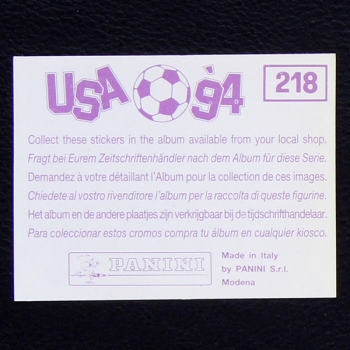 USA '94
218
Collect these stickers in the album available from your local shop.
Fragt bei Eurem Zeitschriftenhändler nach dem Album für diese Serie.
Demandez à votre détaillant l'Album pour la collection de ces images.
Chiedete al vostro rivenditore l'album per la raccolta di queste figurine.
Het album en de andere plaatjes zijn verkrijgbaar bij de tijdschrifthandelaar.
Para coleccionar estos cromos compra tu álbum en cualquier kiosco.
PANINI
Made in Italy
by PANINI S.r.l.
Modena